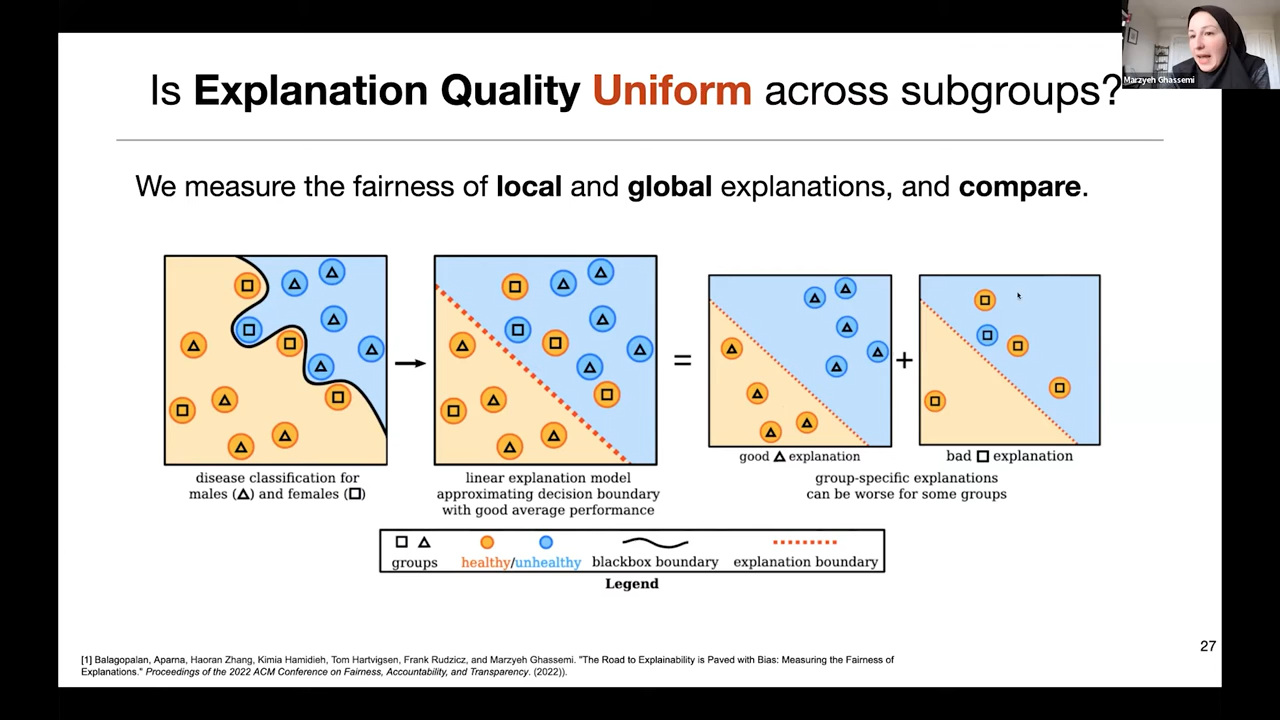 Marzyeh Ghassemi
Is Explanation Quality Uniform across subgroups?
We measure the fairness of local and global explanations, and compare.
disease classification for
males (△) and females (□)
linear explanation model
approximating decision boundary
with good average performance
=
+
good △ explanation
bad □ explanation
group-specific explanations
can be worse for some groups
groups
healthy/unhealthy
blackbox boundary
explanation boundary
Legend
27
[1] Balagopalan, Aparna, Haoran Zhang, Kimia Hamidieh, Tom Hartvigsen, Frank Rudzicz, and Marzyeh Ghassemi. "The Road to Explainability is Paved with Bias: Measuring the Fairness of
Explanations." Proceedings of the 2022 ACM Conference on Fairness, Accountability, and Transparency. (2022)).